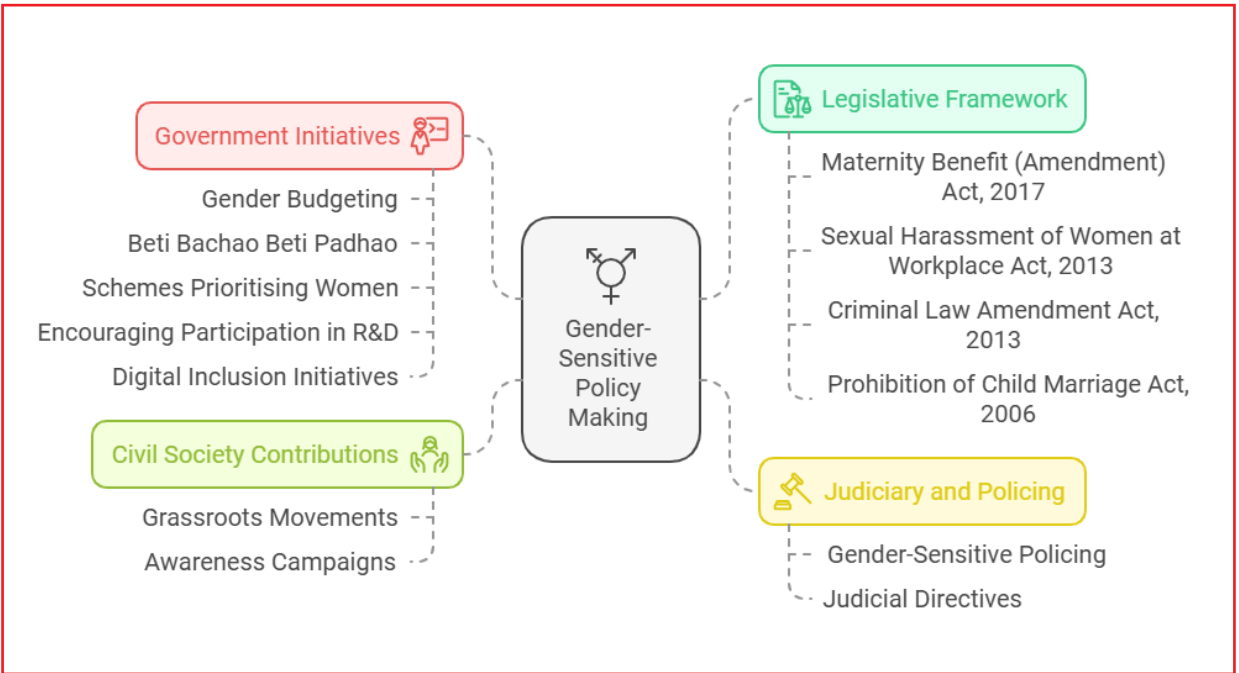 Government Initiatives
Gender Budgeting
Beti Bachao Beti Padhao
Schemes Prioritising Women
Encouraging Participation in R&D
Digital Inclusion Initiatives
Civil Society Contributions
Grassroots Movements
Awareness Campaigns
Gender-
Sensitive
Policy
Making
Legislative Framework
Maternity Benefit (Amendment)
Act, 2017
Sexual Harassment of Women at
Workplace Act, 2013
Criminal Law Amendment Act,
2013
Prohibition of Child Marriage Act,
2006
Judiciary and Policing
Gender-Sensitive Policing
Judicial Directives